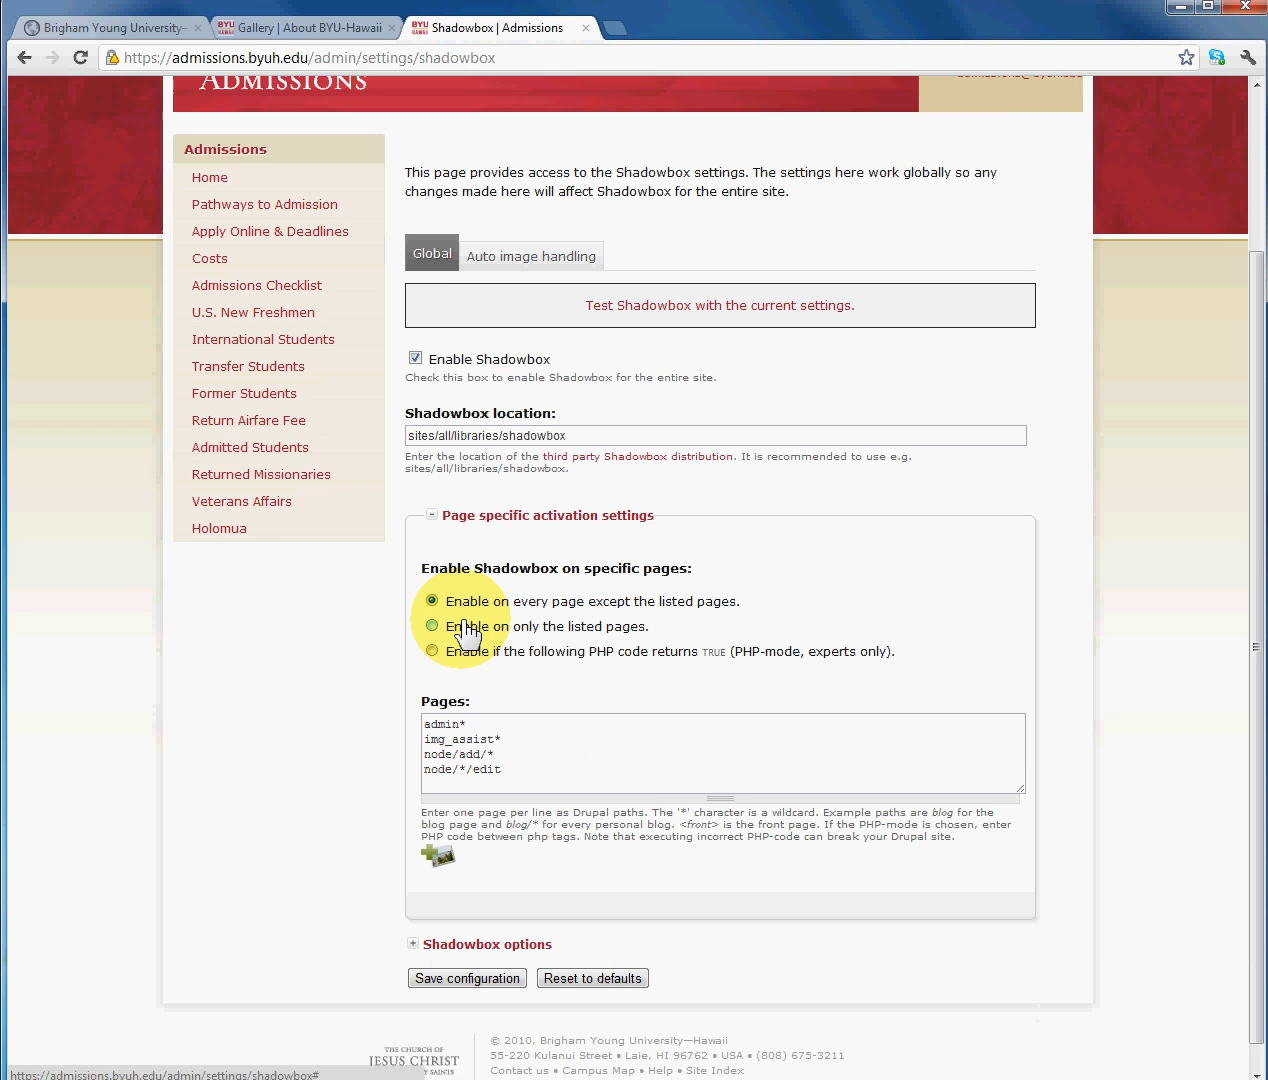 Brigham Young University–
BYU Gallery | About BYU-Hawaii
BYU Shadowbox | Admissions
https://admissions.byuh.edu/admin/settings/shadowbox
ADMISSIONS
Admissions
Home
Pathways to Admission
Apply Online & Deadlines
Costs
Admissions Checklist
U.S. New Freshmen
International Students
Transfer Students
Former Students
Return Airfare Fee
Admitted Students
Returned Missionaries
Veterans Affairs
Holomua
This page provides access to the Shadowbox settings. The settings here work globally so any
changes made here will affect Shadowbox for the entire site.
Global
Auto image handling
Test Shadowbox with the current settings.
Enable Shadowbox
Check this box to enable Shadowbox for the entire site.
Shadowbox location:
sites/all/libraries/shadowbox
Enter the location of the third party Shadowbox distribution. It is recommended to use e.g.
sites/all/libraries/shadowbox.
Page specific activation settings
Enable Shadowbox on specific pages:
Enable on every page except the listed pages.
Enable on only the listed pages.
Enable if the following PHP code returns TRUE (PHP-mode, experts only).
Pages:
admin*
img_assist*
node/add/*
node/*/edit
Enter one page per line as Drupal paths. The '*' character is a wildcard. Example paths are blog for the
blog page and blog/* for every personal blog. <front> is the front page. If the PHP-mode is chosen, enter
PHP code between php tags. Note that executing incorrect PHP-code can break your Drupal site.
Shadowbox options
Save configuration
Reset to defaults
THE CHURCH OF
JESUS CHRIST
Y SAINTS
© 2010, Brigham Young University—Hawaii
55-220 Kulanui Street • Laie, HI 96762 • USA • (808) 675-3211
Contact us • Campus Map • Help • Site Index
https://admissions.byuh.edu/admin/settings/shadowbox#